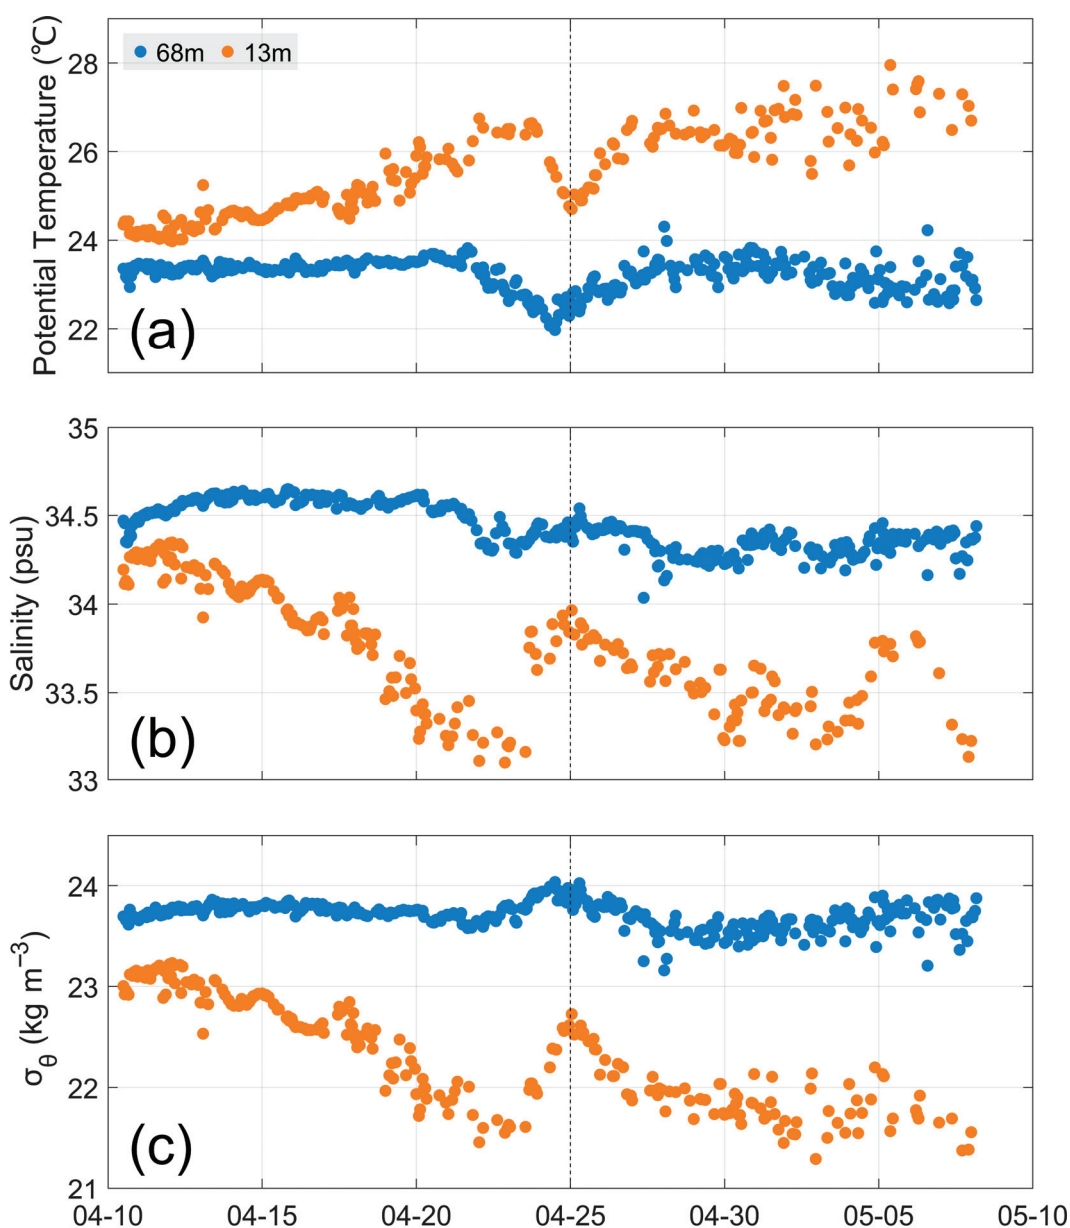 Potential Temperature (℃)
28
26
24
22
68m 13m
(a)
Salinity (psu)
35
34.5
34
33.5
33
(b)
σθ (kg m−3)
24
23
22
21
(c)
04-10 04-15 04-20 04-25 04-30 05-05 05-10